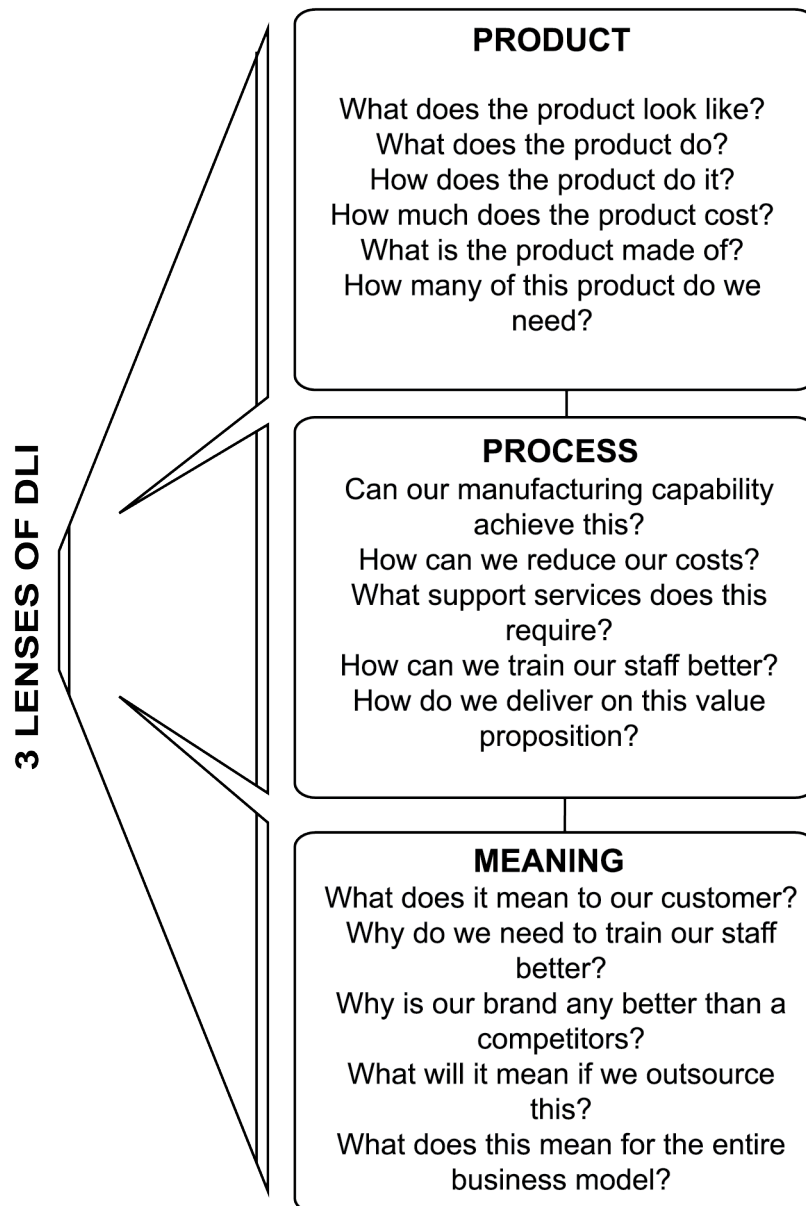 3 LENSES OF DLI
PRODUCT
What does the product look like?
What does the product do?
How does the product do it?
How much does the product cost?
What is the product made of?
How many of this product do we
need?
PROCESS
Can our manufacturing capability
achieve this?
How can we reduce our costs?
What support services does this
require?
How can we train our staff better?
How do we deliver on this value
proposition?
MEANING
What does it mean to our customer?
Why do we need to train our staff
better?
Why is our brand any better than a
competitors?
What will it mean if we outsource
this?
What does this mean for the entire
business model?